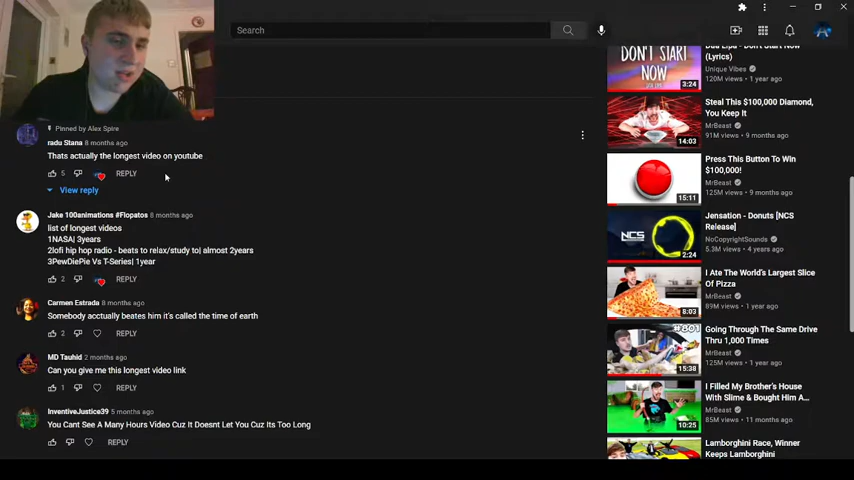 Search
Pinned by Alex Spire
radu Stana 8 months ago
Thats actually the longest video on youtube
5
REPLY
View reply
Jake 100animations #Flopatos 8 months ago
list of longest videos
1NASA| 3years
2lofi hip hop radio - beats to relax/study to| almost 2years
3PewDiePie Vs T-Series| 1year
2
REPLY
Carmen Estrada 8 months ago
Somebody acctually beates him it's called the time of earth
2
REPLY
MD Tauhid 2 months ago
Can you give me this longest video link
1
REPLY
InventiveJustice39 5 months ago
You Cant See A Many Hours Video Cuz It Doesnt Let You Cuz Its Too Long
REPLY
DON'T START
NOW
3:24
Dua Lipa - Don't Start Now
(Lyrics)
Unique Vibes
120M views • 1 year ago
14:03
Steal This $100,000 Diamond,
You Keep It
MrBeast
91M views • 9 months ago
15:11
Press This Button To Win
$100,000!
MrBeast
125M views • 9 months ago
NCS
2:24
Jensation - Donuts [NCS
Release]
NoCopyrightSounds
5.3M views • 4 years ago
8:03
I Ate The World's Largest Slice
Of Pizza
MrBeast
89M views • 1 year ago
#801
15:38
Going Through The Same Drive
Thru 1,000 Times
MrBeast
125M views • 1 year ago
10:25
I Filled My Brother's House
With Slime & Bought Him A...
MrBeast
65M views • 11 months ago
Lamborghini Race, Winner
Keeps Lamborghini